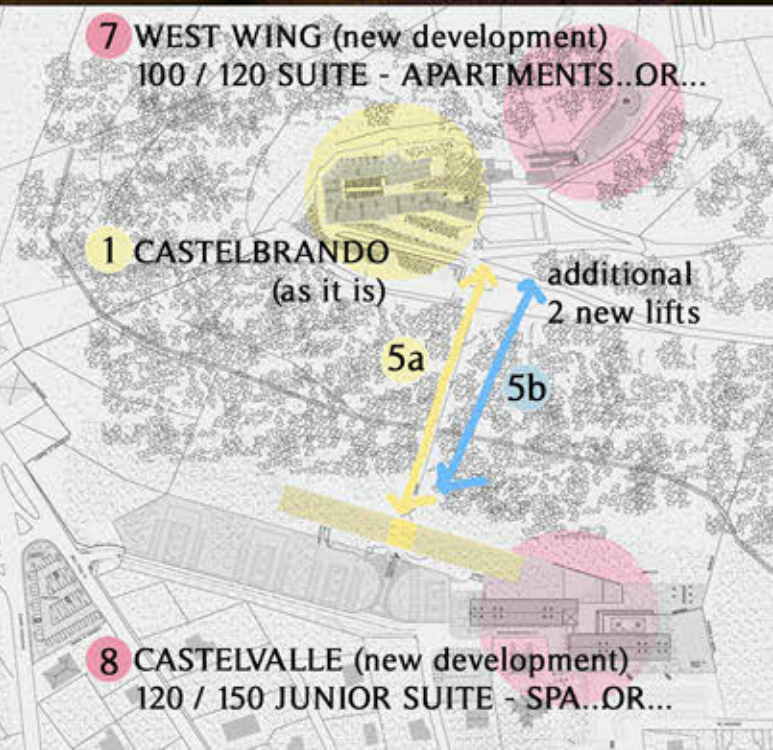 7 WEST WING (new development)
100 / 120 SUITE - APARTMENTS..OR...
1 CASTELBRANDO
(as it is)
additional
2 new lifts
5a
5b
8 CASTELVALLE (new development)
120 / 150 JUNIOR SUITE - SPA..OR...